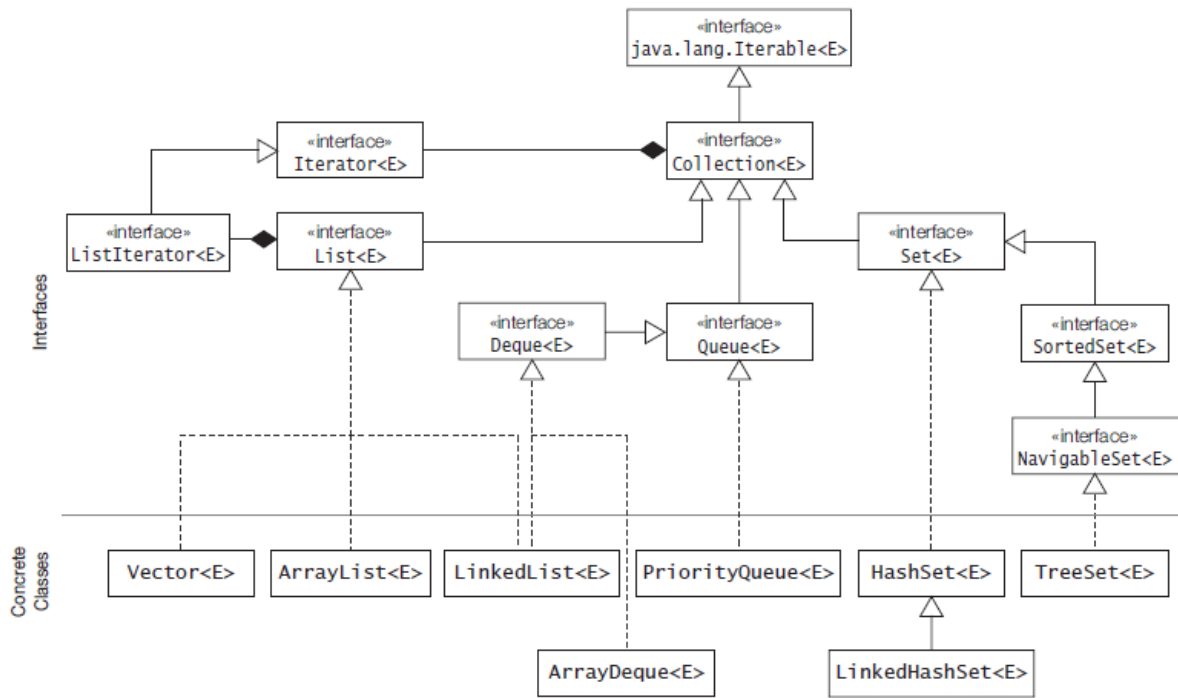 «interface»
java.lang.Iterable<E>
«interface»
Iterator<E>
«interface»
Collection<E>
«interface»
ListIterator<E>
«interface»
List<E>
«interface»
Set<E>
Interfaces
«interface»
Deque<E>
«interface»
Queue<E>
«interface»
SortedSet<E>
«interface»
NavigableSet<E>
Concrete
Classes
Vector<E>
ArrayList<E>
LinkedList<E>
PriorityQueue<E>
HashSet<E>
TreeSet<E>
ArrayDeque<E>
LinkedHashSet<E>